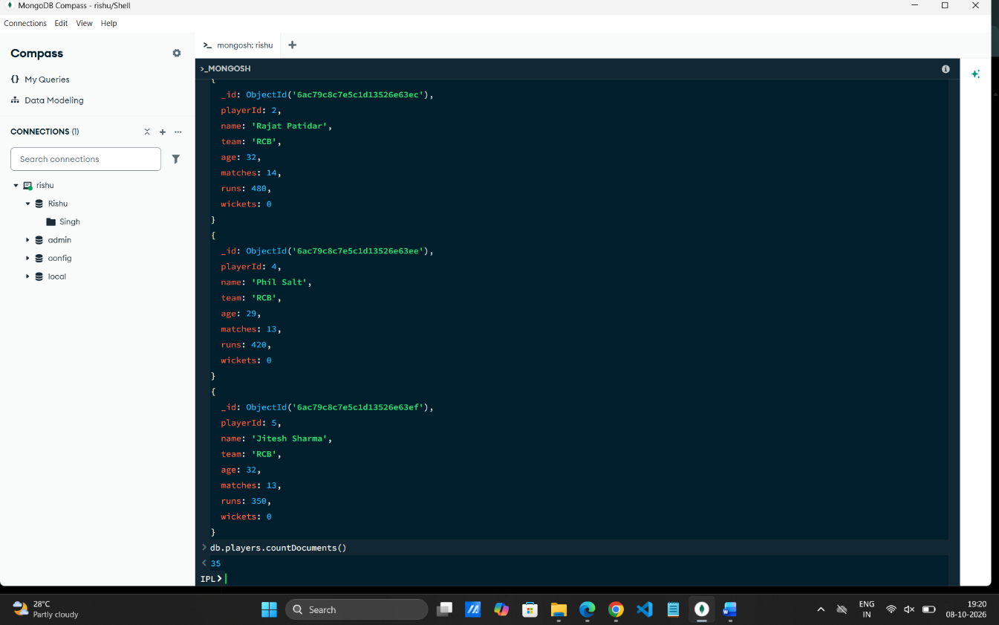 MongoDB Compass - rishu/Shell
Connections Edit View Help
Compass
My Queries
Data Modeling
CONNECTIONS (1)
Search connections
rishu
Rishu
Singh
admin
config
local
mongosh: rishu
>_MONGOSH
{
_id: ObjectId('6ac79c8c7e5c1d13526e63ec'),
playerId: 2,
name: 'Rajat Patidar',
team: 'RCB',
age: 32,
matches: 14,
runs: 480,
wickets: 0
}
{
_id: ObjectId('6ac79c8c7e5c1d13526e63ee'),
playerId: 4,
name: 'Phil Salt',
team: 'RCB',
age: 29,
matches: 13,
runs: 420,
wickets: 0
}
{
_id: ObjectId('6ac79c8c7e5c1d13526e63ef'),
playerId: 5,
name: 'Jitesh Sharma',
team: 'RCB',
age: 32,
matches: 13,
runs: 350,
wickets: 0
}
db.players.countDocuments()
35
IPL>
28°C
Partly cloudy
Search
ENG
IN
19:20
08-10-2026